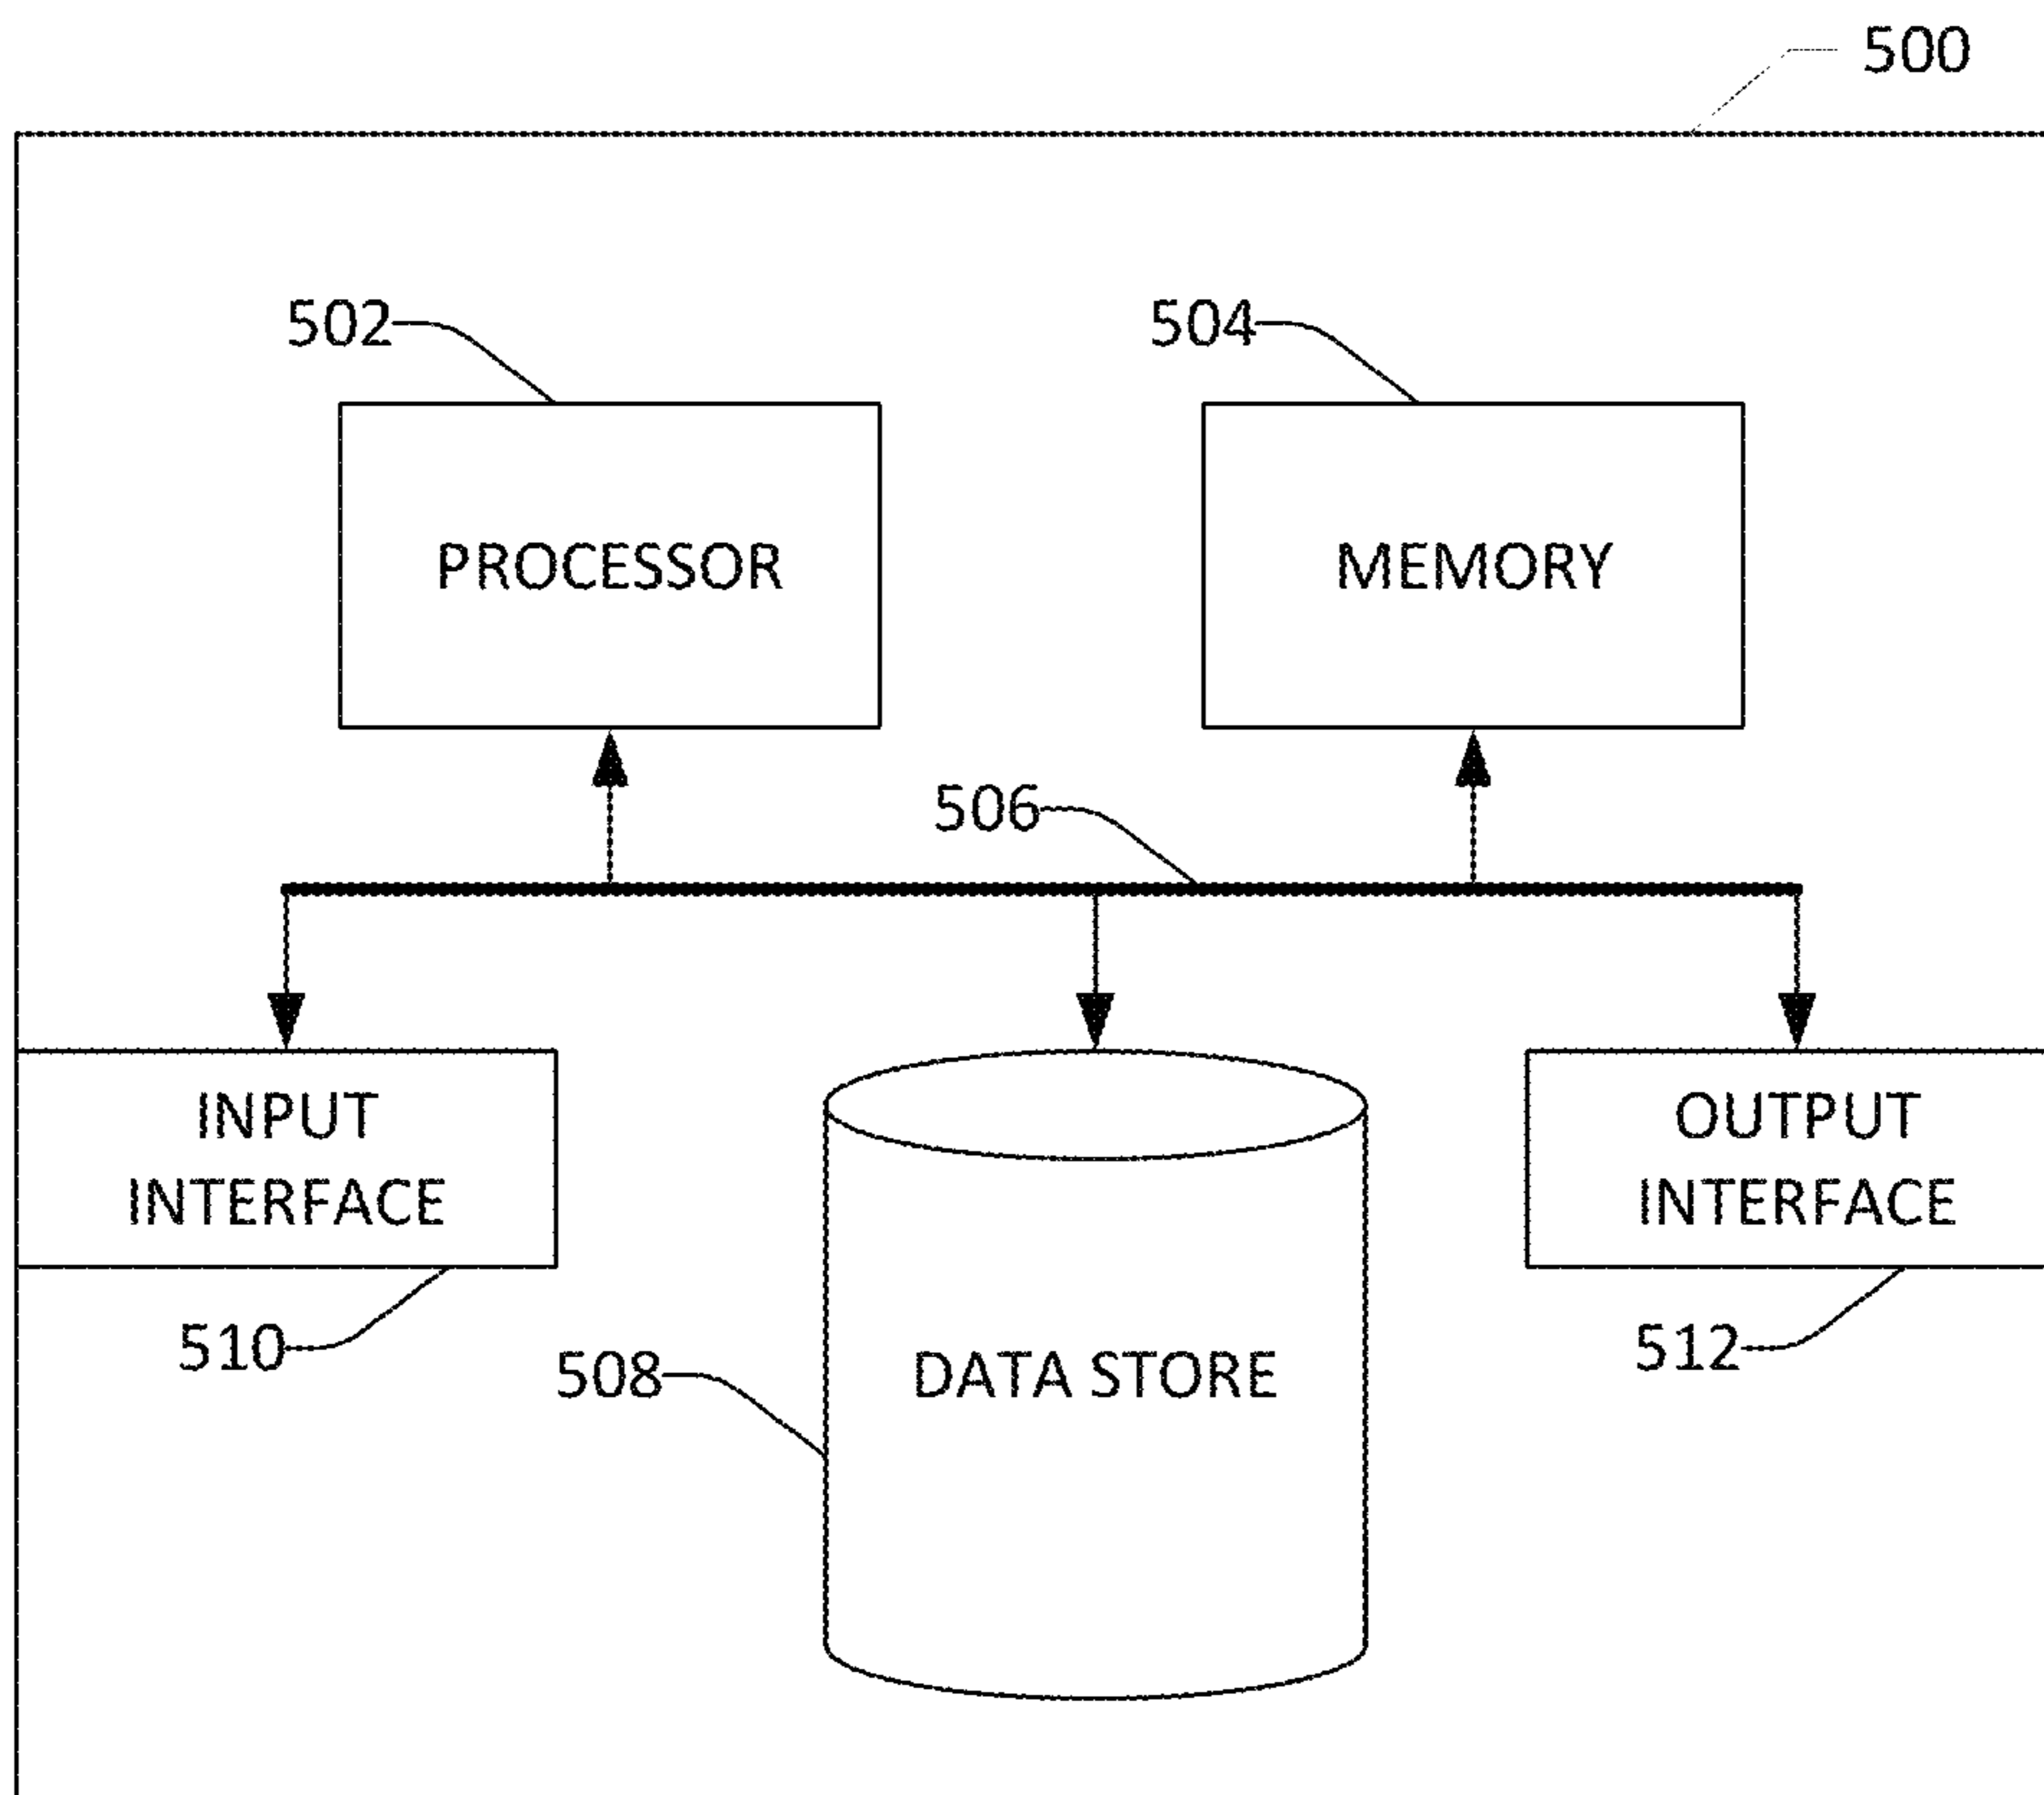 500
502
504
PROCESSOR
MEMORY
506
INPUT
INTERFACE
OUTPUT
INTERFACE
510
508
DATA STORE
512